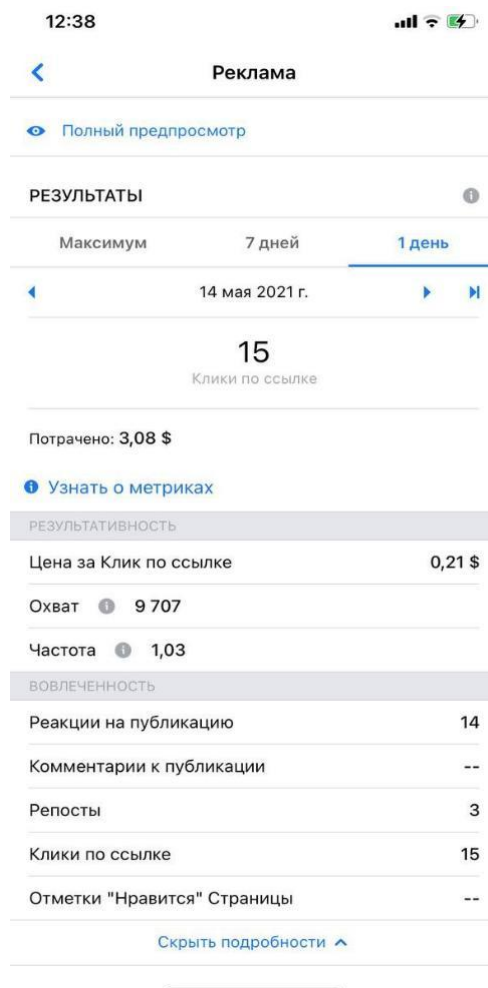 12:38
Реклама
Полный предпросмотр
РЕЗУЛЬТАТЫ
Максимум 7 дней 1 день
14 мая 2021 г.
15
Клики по ссылке
Потрачено: 3,08 $
Узнать о метриках
РЕЗУЛЬТАТИВНОСТЬ
Цена за Клик по ссылке 0,21 $
Охват 9 707
Частота 1,03
ВОВЛЕЧЕННОСТЬ
Реакции на публикацию 14
Комментарии к публикации --
Репосты 3
Клики по ссылке 15
Отметки "Нравится" Страницы --
Скрыть подробности